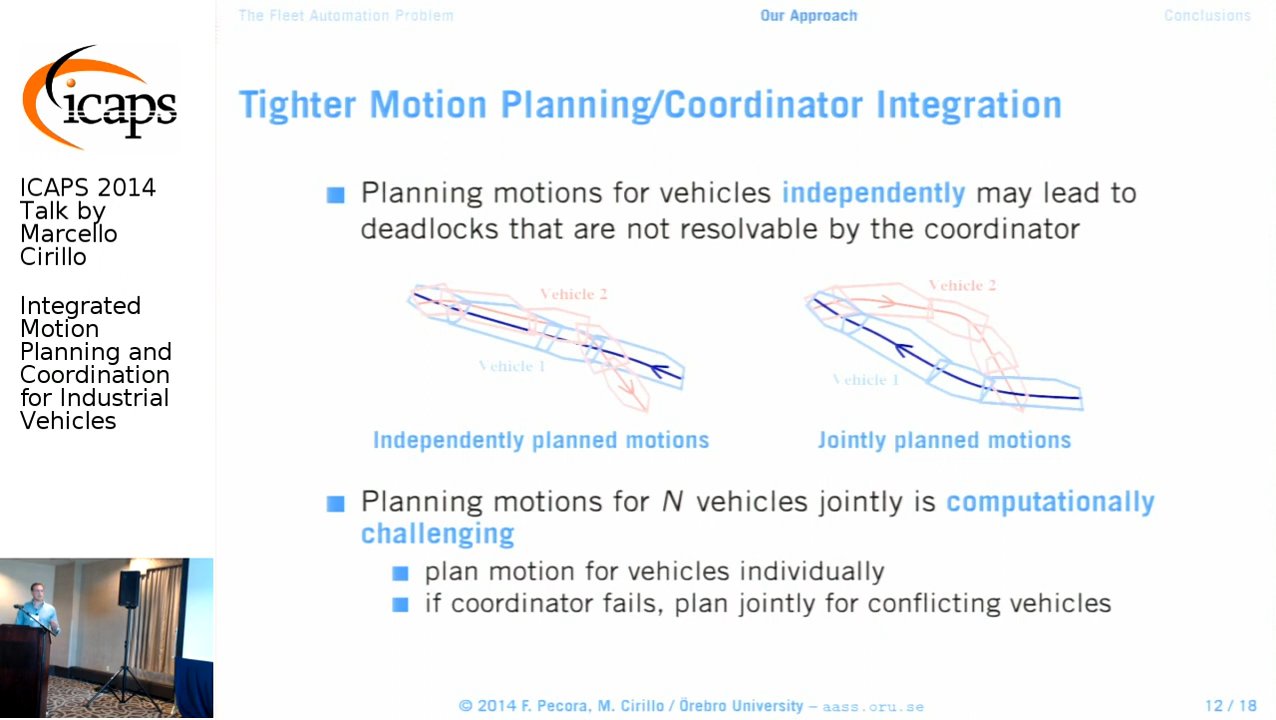 The Fleet Automation Problem
Our Approach
Conclusions
icaps
ICAPS 2014
Talk by
Marcello
Cirillo
Integrated
Motion
Planning and
Coordination
for Industrial
Vehicles
Tighter Motion Planning/Coordinator Integration
Planning motions for vehicles independently may lead to
deadlocks that are not resolvable by the coordinator
Vehicle 2
Vehicle 1
Independently planned motions
Vehicle 2
Vehicle 1
Jointly planned motions
Planning motions for N vehicles jointly is computationally
challenging
plan motion for vehicles individually
if coordinator fails, plan jointly for conflicting vehicles
© 2014 F. Pecora, M. Cirillo / Örebro University – aass.oru.se
12 / 18